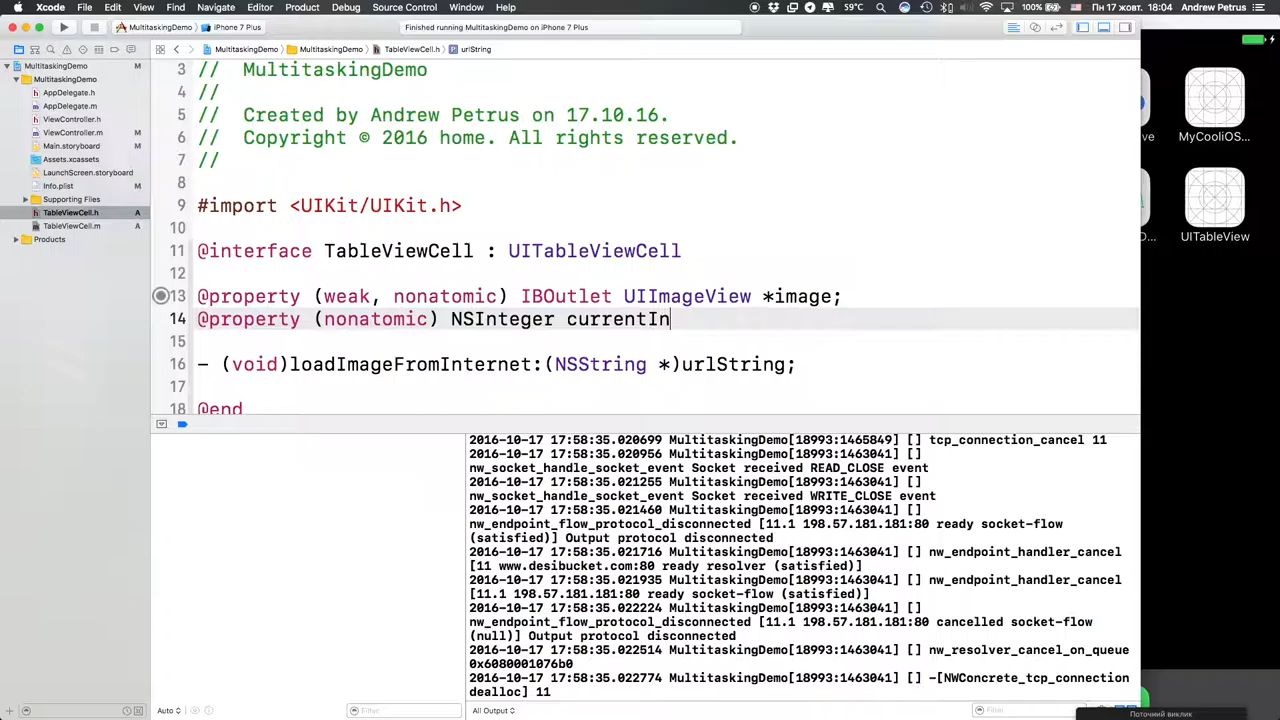 Xcode File Edit View Find Navigate Editor Product Debug Source Control Window Help 100% Пн 17 жовт. 18:04 Andrew Petrus
MultitaskingDemo iPhone 7 Plus Finished running MultitaskingDemo on iPhone 7 Plus
MultitaskingDemo MultitaskingDemo TableViewCell.h urlString
MultitaskingDemo M
MultitaskingDemo
AppDelegate.h
AppDelegate.m
ViewController.h
ViewController.m M
Main.storyboard M
Assets.xcassets
LaunchScreen.storyboard
Info.plist M
Supporting Files
TableViewCell.h A
TableViewCell.m A
Products
3 // MultitaskingDemo
4 //
5 // Created by Andrew Petrus on 17.10.16.
6 // Copyright © 2016 home. All rights reserved.
7 //
8
9 #import <UIKit/UIKit.h>
10
11 @interface TableViewCell : UITableViewCell
12
13 @property (weak, nonatomic) IBOutlet UIImageView *image;
14 @property (nonatomic) NSInteger currentIn
15
16 - (void)loadImageFromInternet:(NSString *)urlString;
17
18 @end
2016-10-17 17:58:35.020699 MultitaskingDemo[18993:1465849] [] tcp_connection_cancel 11
2016-10-17 17:58:35.020956 MultitaskingDemo[18993:1463041] []
nw_socket_handle_socket_event Socket received READ_CLOSE event
2016-10-17 17:58:35.021255 MultitaskingDemo[18993:1463041] []
nw_socket_handle_socket_event Socket received WRITE_CLOSE event
2016-10-17 17:58:35.021460 MultitaskingDemo[18993:1463041] []
nw_endpoint_flow_protocol_disconnected [11.1 198.57.181.181:80 ready socket-flow
(satisfied)] Output protocol disconnected
2016-10-17 17:58:35.021716 MultitaskingDemo[18993:1463041] [] nw_endpoint_handler_cancel
[11 www.desibucket.com:80 ready resolver (satisfied)]
2016-10-17 17:58:35.021935 MultitaskingDemo[18993:1463041] [] nw_endpoint_handler_cancel
[11.1 198.57.181.181:80 ready socket-flow (satisfied)]
2016-10-17 17:58:35.022224 MultitaskingDemo[18993:1463041] []
nw_endpoint_flow_protocol_disconnected [11.1 198.57.181.181:80 cancelled socket-flow
(null)] Output protocol disconnected
2016-10-17 17:58:35.022514 MultitaskingDemo[18993:1463041] [] nw_resolver_cancel_on_queue
0x6080001076b0
2016-10-17 17:58:35.022774 MultitaskingDemo[18993:1463041] [] -[NWConcrete_tcp_connection
dealloc] 11
Auto Filter All Output Filter
ve MyCooliOS...
D... UITableView
Поточний виклик